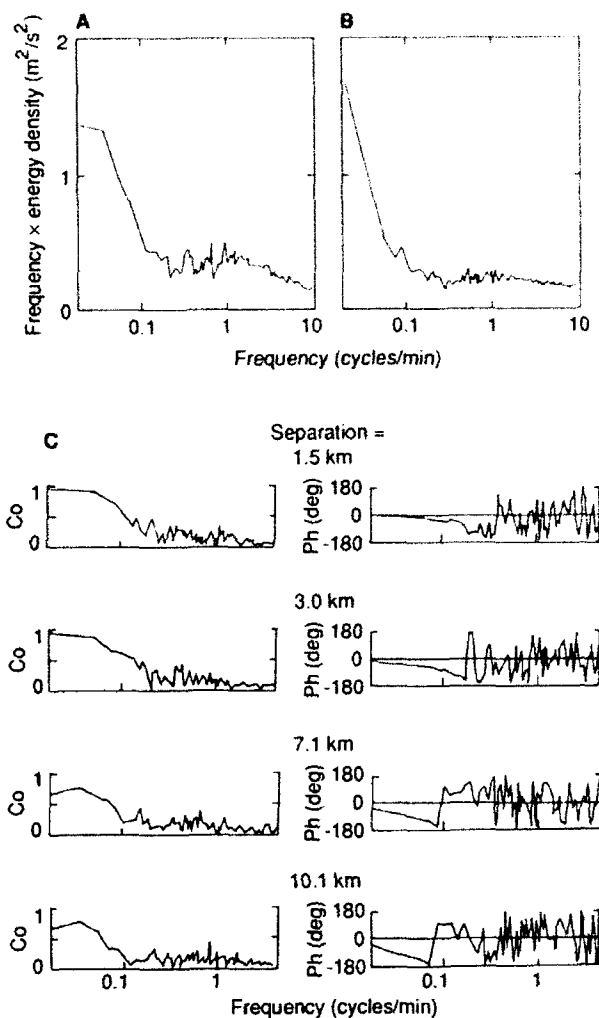 A
B
Frequency × energy density (m²/s²)
2
1
0
0.1 1 10
0.1 1 10
Frequency (cycles/min)
C
Separation =
1.5 km
Co
1
0
Ph (deg)
180
0
-180
3.0 km
Co
1
0
Ph (deg)
180
0
-180
7.1 km
Co
1
0
Ph (deg)
180
0
-180
10.1 km
Co
1
0
Ph (deg)
180
0
-180
0.1 1
0.1 1
Frequency (cycles/min)